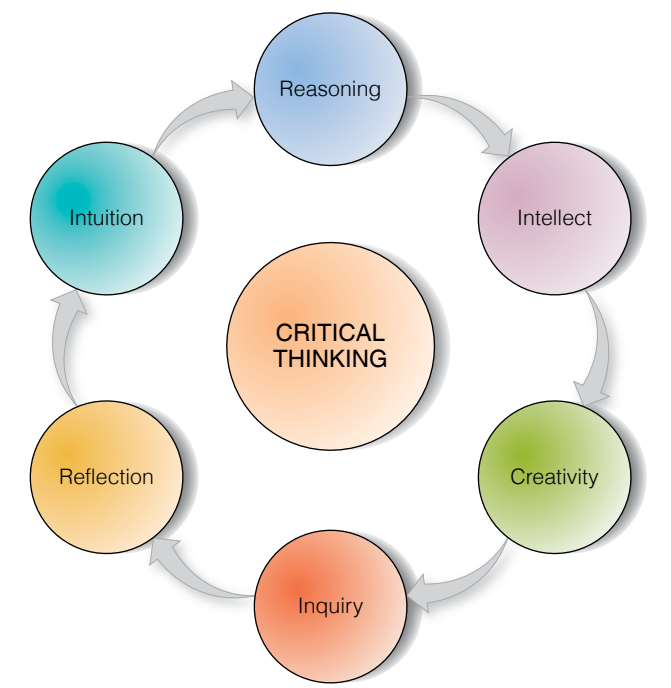 Reasoning
Intellect
Creativity
Inquiry
Reflection
Intuition
CRITICAL
THINKING